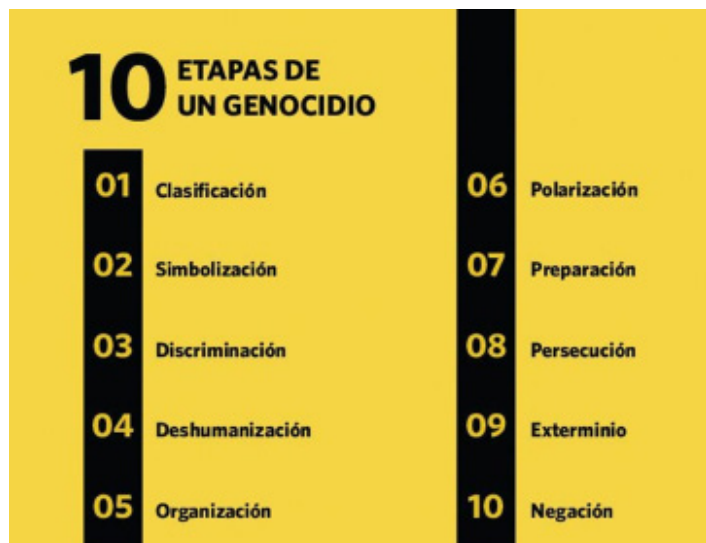 10 ETAPAS DE
UN GENOCIDIO
01 Clasificación
02 Simbolización
03 Discriminación
04 Deshumanización
05 Organización
06 Polarización
07 Preparación
08 Persecución
09 Exterminio
10 Negación